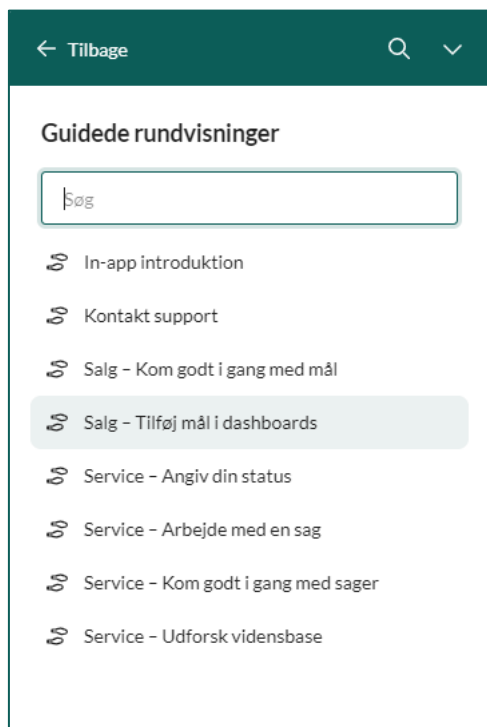 Tilbage
Guidede rundvisninger
Søg
In-app introduktion
Kontakt support
Salg – Kom godt i gang med mål
Salg – Tilføj mål i dashboards
Service – Angiv din status
Service – Arbejde med en sag
Service – Kom godt i gang med sager
Service – Udforsk vidensbase